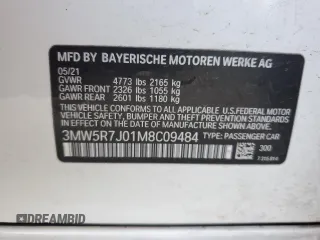 MFD BY BAYERISCHE MOTOREN WERKE AG
05/21
GVWR 4773 lbs 2165 kg
GAWR FRONT 2326 lbs 1055 kg
GAWR REAR 2601 lbs 1180 kg
THIS VEHICLE CONFORMS TO ALL APPLICABLE
U.S. FEDERAL MOTOR VEHICLE SAFETY, BUMPER,
AND THEFT PREVENTION STANDARDS IN EFFECT
ON THE DATE OF MANUFACTURE SHOWN ABOVE.
3MW5R7J01M8C09484 TYPE: PASSENGER CAR
300
DREAMBID